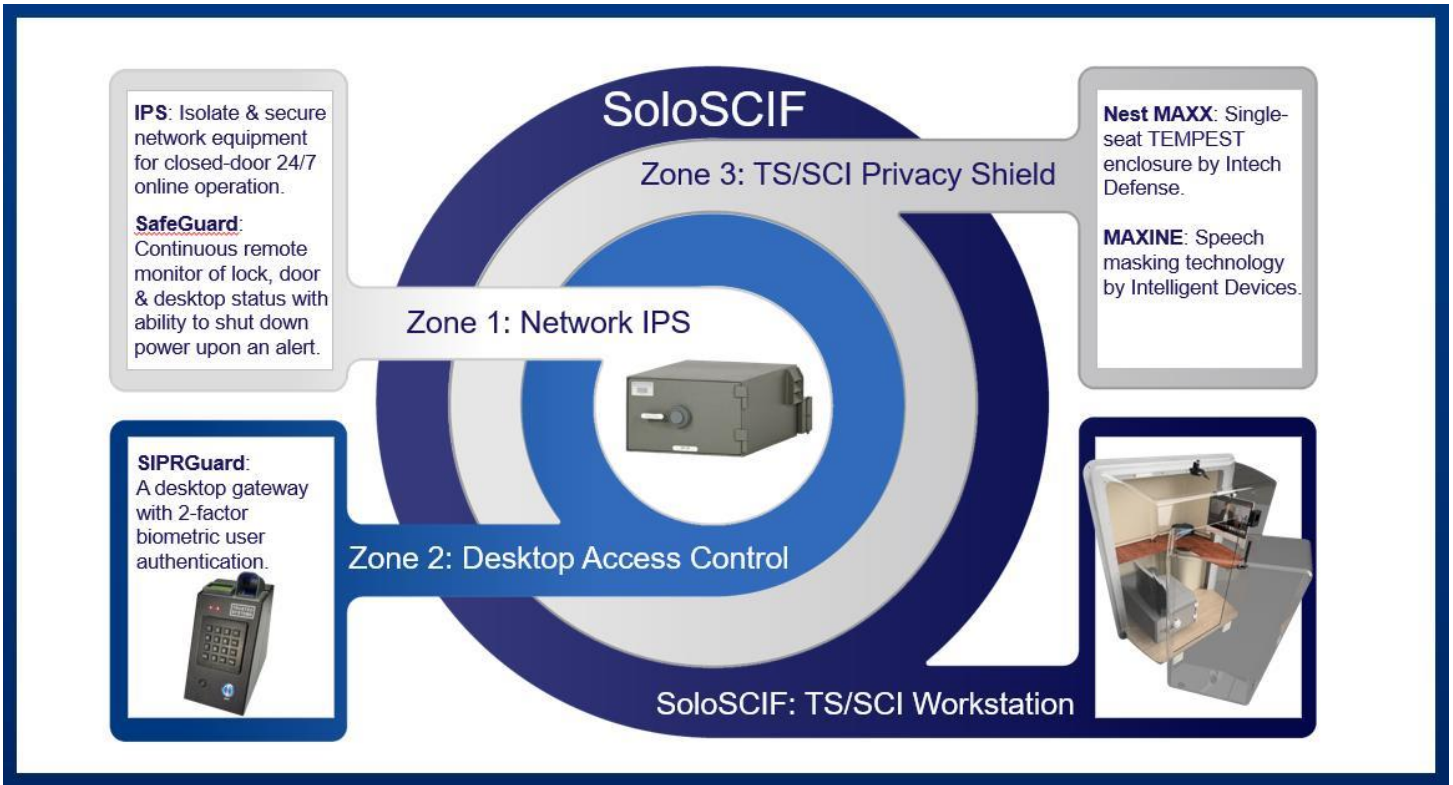 SoloSCIF
IPS: Isolate & secure
network equipment
for closed-door 24/7
online operation.
SafeGuard:
Continuous remote
monitor of lock, door
& desktop status with
ability to shut down
power upon an alert.
Zone 3: TS/SCI Privacy Shield
Nest MAXX: Single-
seat TEMPEST
enclosure by Intech
Defense.
MAXINE: Speech
masking technology
by Intelligent Devices.
Zone 1: Network IPS
SIPRGuard:
A desktop gateway
with 2-factor
biometric user
authentication.
TRUSTED
SYSTEMS
Zone 2: Desktop Access Control
SoloSCIF: TS/SCI Workstation